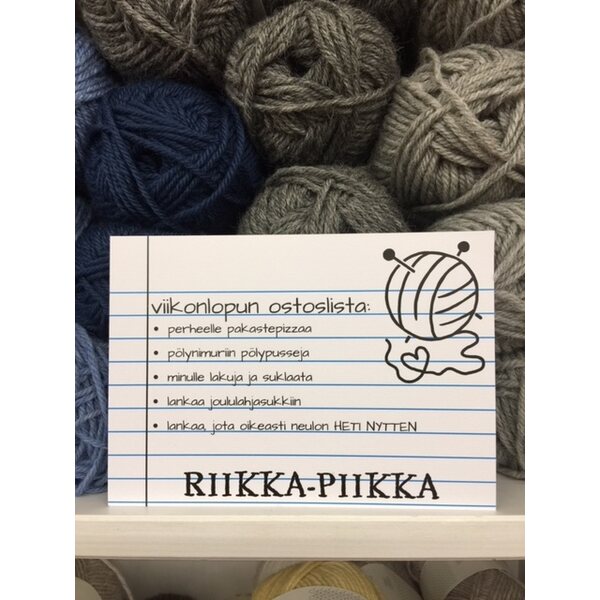 viikonlopun ostoslista:
• perheelle pakastepizzaa
• pölynimuriin pölypusseja
• minulle lakuja ja suklaata
• lankaa joululahjasukkiin
• lankaa, jota oikeasti neulon HETI NYTTEN
RIIKKA-PIIKKA